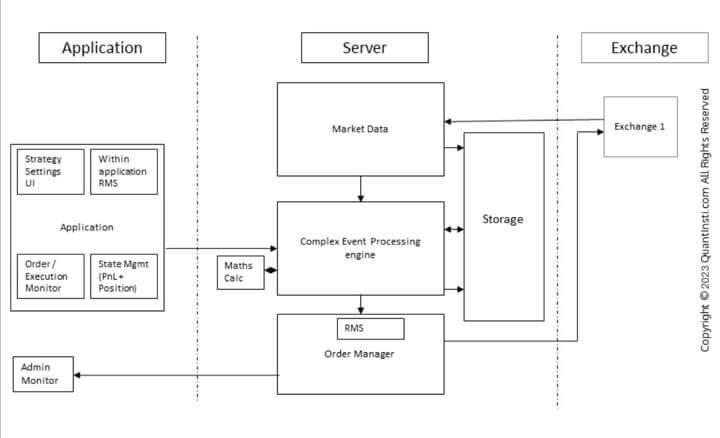 Application
Server
Exchange
Market Data
Exchange 1
Strategy
Settings
UI
Within
application
RMS
Application
Order /
Execution
Monitor
State Mgmt
(PnL+
Position)
Complex Event Processing
engine
Storage
Maths
Calc
RMS
Order Manager
Admin
Monitor
Copyright © 2023 QuantInsti.com All Rights Reserved